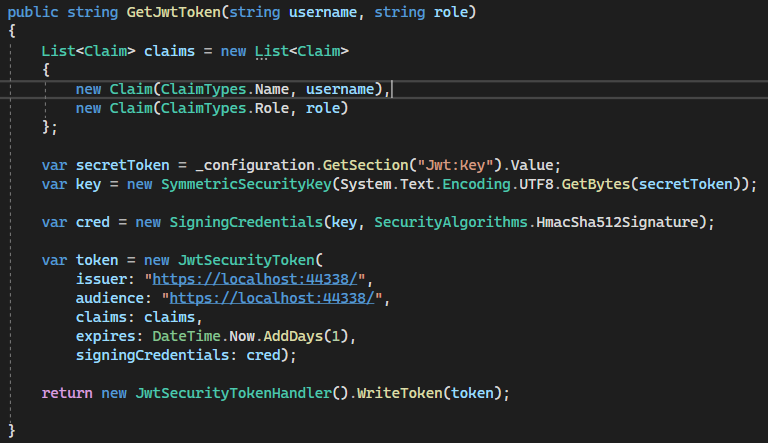 public string GetJwtToken(string username, string role)
{
    List<Claim> claims = new List<Claim>
    {
        new Claim(ClaimTypes.Name, username),
        new Claim(ClaimTypes.Role, role)
    };
    var secretToken = _configuration.GetSection("Jwt:Key").Value;
    var key = new SymmetricSecurityKey(System.Text.Encoding.UTF8.GetBytes(secretToken));
    var cred = new SigningCredentials(key, SecurityAlgorithms.HmacSha512Signature);
    var token = new JwtSecurityToken(
        issuer: "https://localhost:44338/",
        audience: "https://localhost:44338/",
        claims: claims,
        expires: DateTime.Now.AddDays(1),
        signingCredentials: cred);
    return new JwtSecurityTokenHandler().WriteToken(token);
}